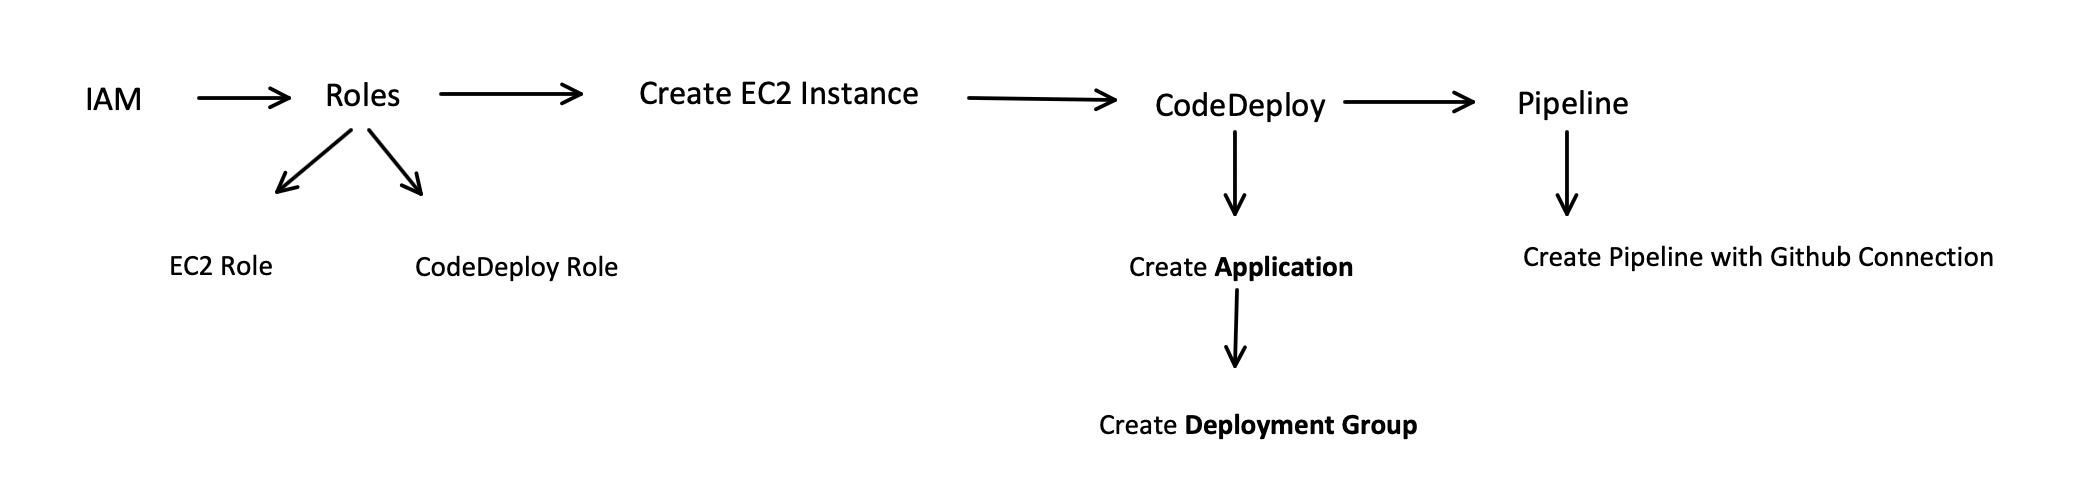 IAM
Roles
Create EC2 Instance
CodeDeploy
Pipeline
EC2 Role
CodeDeploy Role
Create Application
Create Pipeline with Github Connection
Create Deployment Group